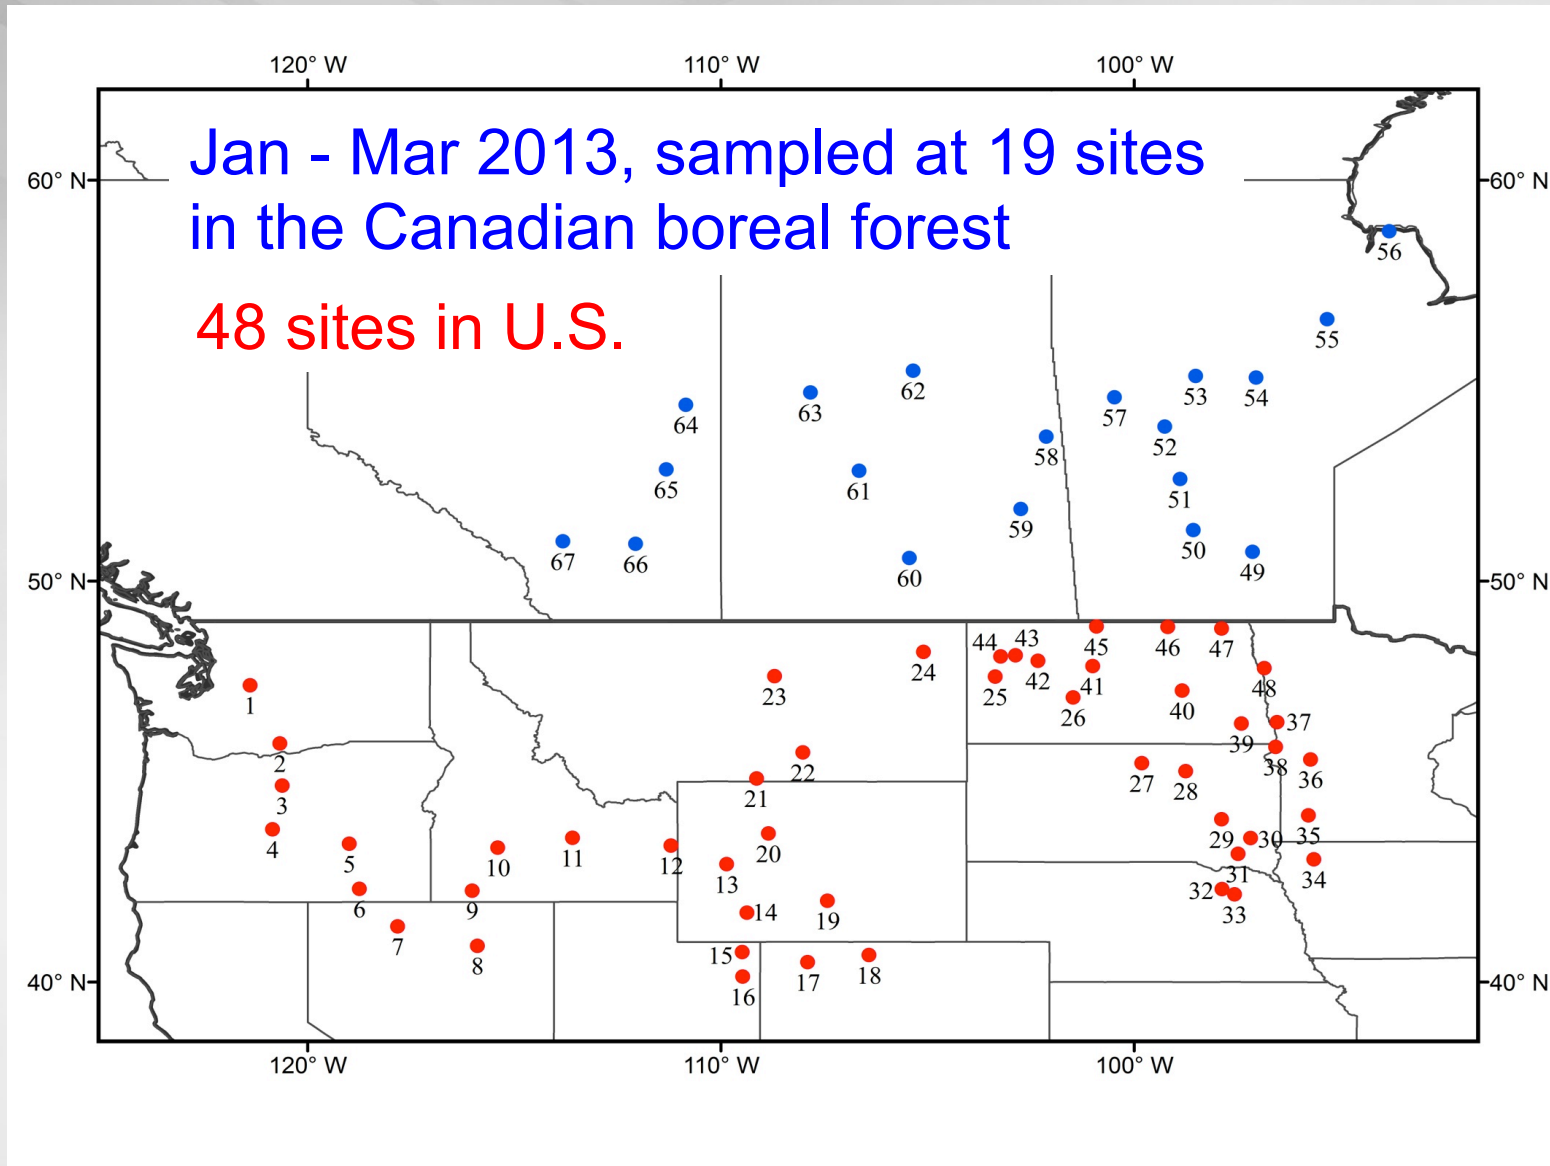 120° W 110° W 100° W
Jan - Mar 2013, sampled at 19 sites
60° N 60° N
in the Canadian boreal forest
56
48 sites in U.S.
55
62 53 54
63 57
64
52
58
65 61
51
59
50
67 66 49
60
50° N 50° N
44 43 45 46 47
24
42 41
25 48
23
1 26 40
37
39
2 22 38 36
27
21 28
3
29 30 35
4 20
5 10 11 12 31
13 34
32
6 9 14 19 33
7
15
8 17 18
40° N 16 40° N
120° W 110° W 100° W